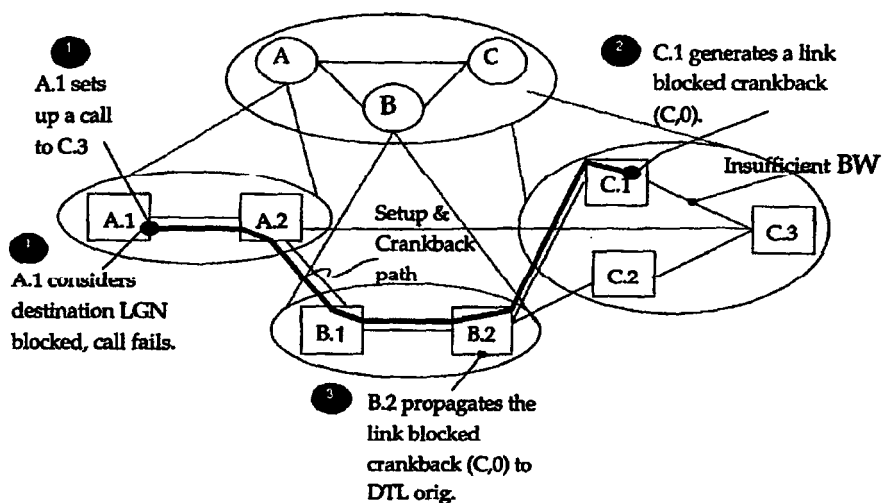 1
A.1 sets
up a call
to C.3
A
C
B
2
C.1 generates a link
blocked crankback
(C,0).
Insufficient BW
C.1
C.3
C.2
A.1
A.2
Setup &
Crankback
path
A.1 considers
destination LGN
blocked, call fails.
B.1
B.2
3
B.2 propagates the
link blocked
crankback (C,0) to
DTL orig.